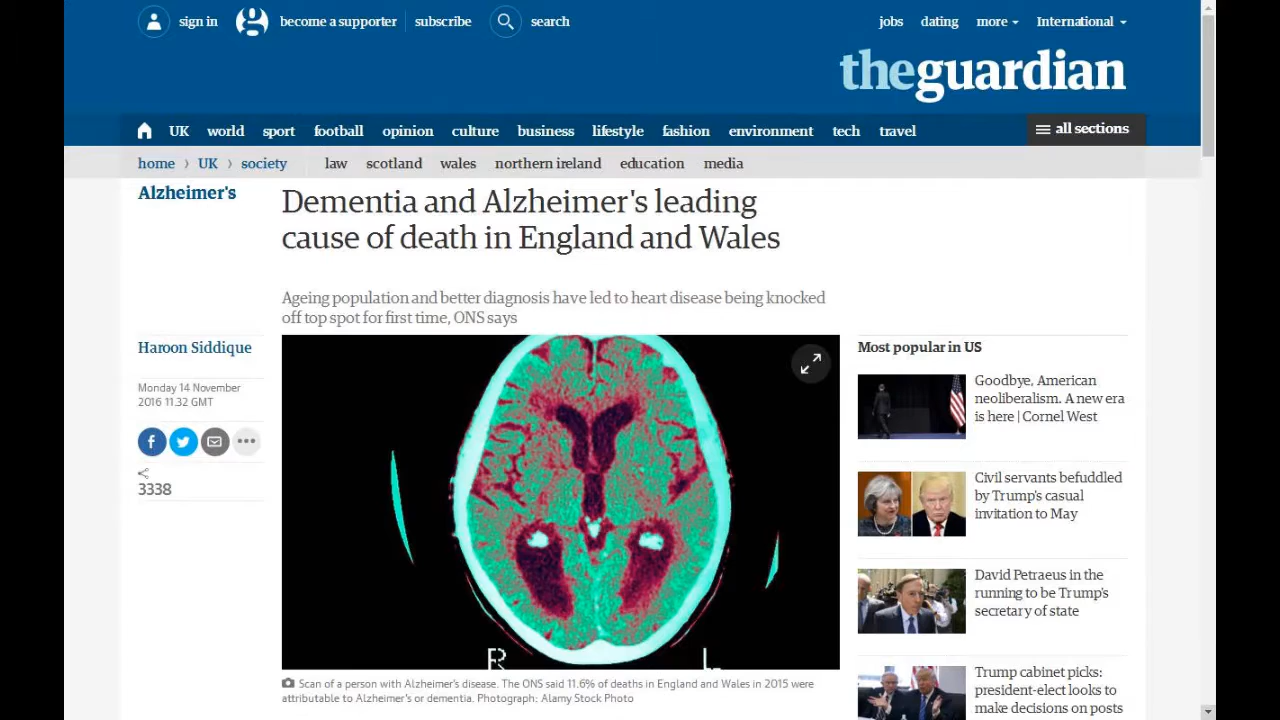 sign in
become a supporter
subscribe
search
jobs
dating
more
International
theguardian
UK
world
sport
football
opinion
culture
business
lifestyle
fashion
environment
tech
travel
all sections
home
UK
society
law
scotland
wales
northern ireland
education
media
Alzheimer's
Dementia and Alzheimer's leading
cause of death in England and Wales
Ageing population and better diagnosis have led to heart disease being knocked
off top spot for first time, ONS says
Haroon Siddique
Monday 14 November
2016 11.32 GMT
3338
R
L
Scan of a person with Alzheimer's disease. The ONS said 11.6% of deaths in England and Wales in 2015 were
attributable to Alzheimer's or dementia. Photograph: Alamy Stock Photo
Most popular in US
Goodbye, American
neoliberalism. A new era
is here | Cornel West
Civil servants befuddled
by Trump's casual
invitation to May
David Petraeus in the
running to be Trump's
secretary of state
Trump cabinet picks:
president-elect looks to
make decisions on posts